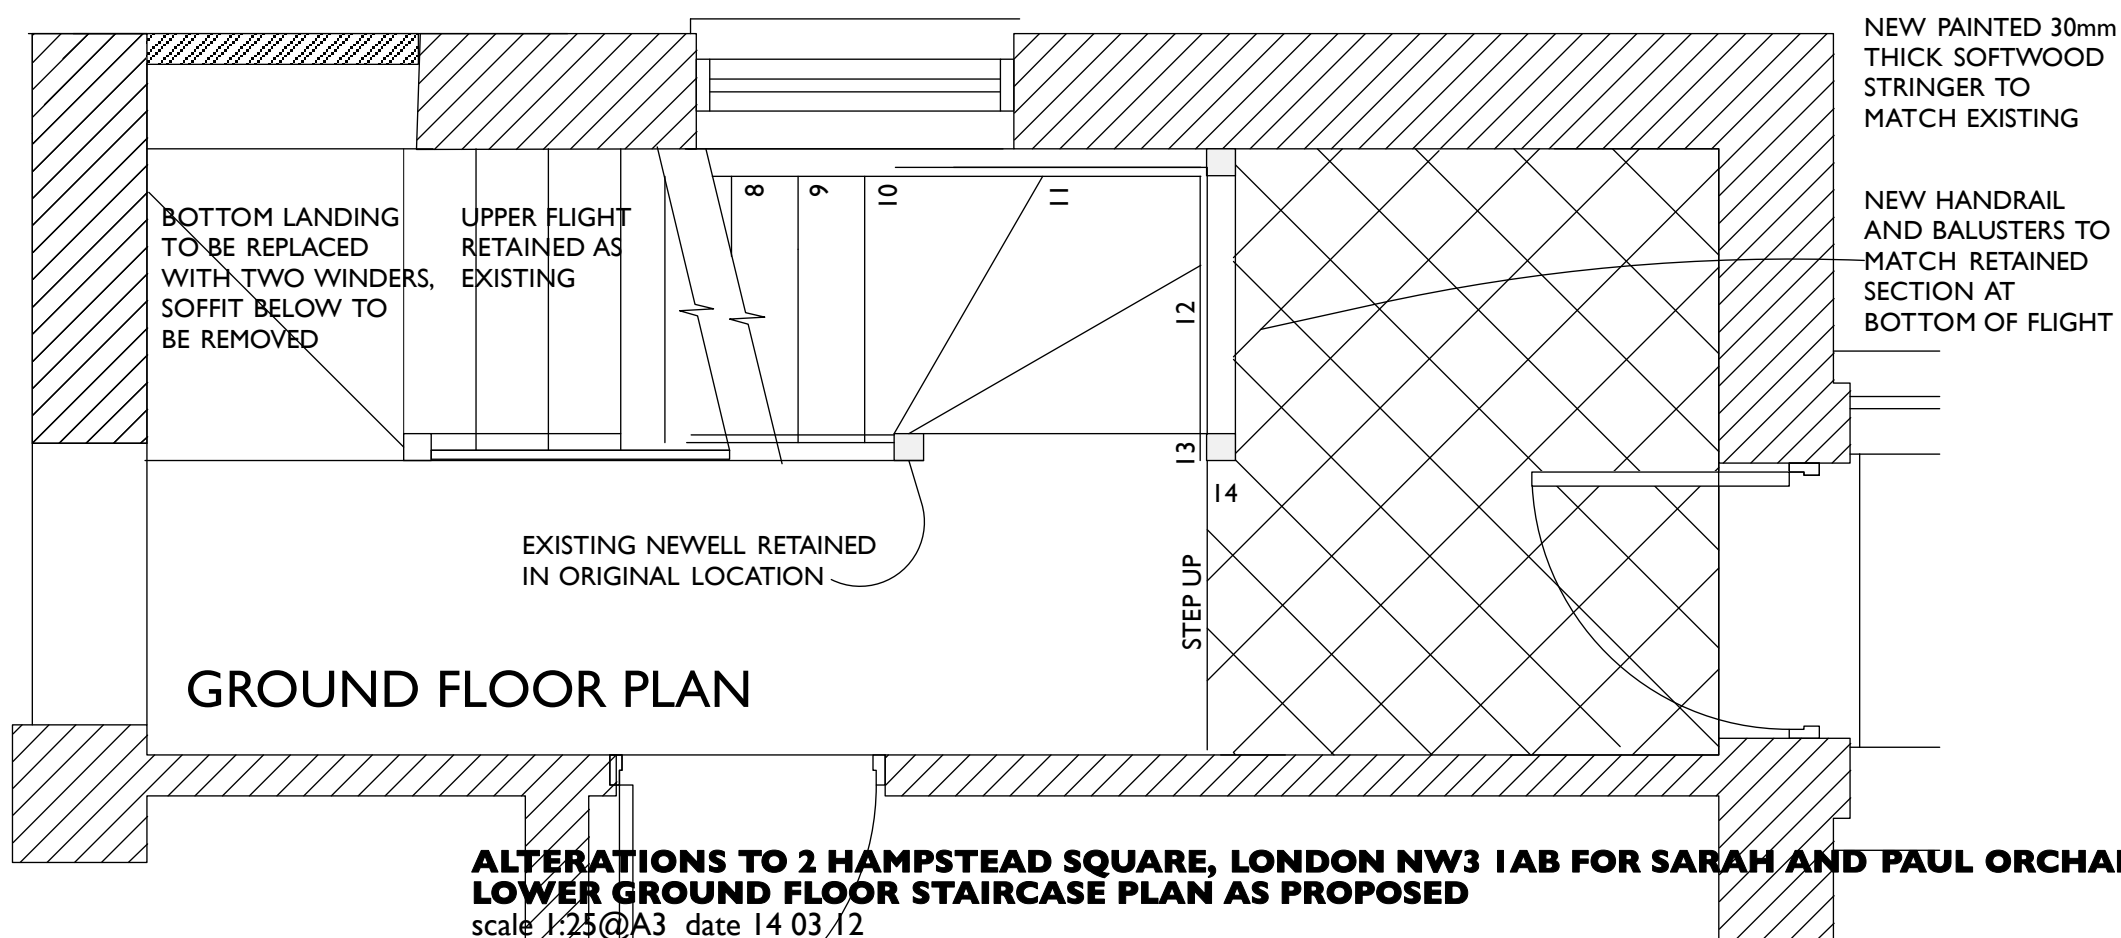 NEW PAINTED 30mm
THICK SOFTWOOD
STRINGER TO
MATCH EXISTING
NEW HANDRAIL
AND BALUSTERS TO
MATCH RETAINED
SECTION AT
BOTTOM OF FLIGHT
BOTTOM LANDING
TO BE REPLACED
WITH TWO WINDERS,
SOFFIT BELOW TO
BE REMOVED
UPPER FLIGHT
RETAINED AS
EXISTING
8
9
10
11
12
13
14
STEP UP
EXISTING NEWELL RETAINED
IN ORIGINAL LOCATION
GROUND FLOOR PLAN
ALTERATIONS TO 2 HAMPSTEAD SQUARE, LONDON NW3 1AB FOR SARAH AND PAUL
LOWER GROUND FLOOR STAIRCASE PLAN AS PROPOSED
scale 1:25@A3 date 14 03 12